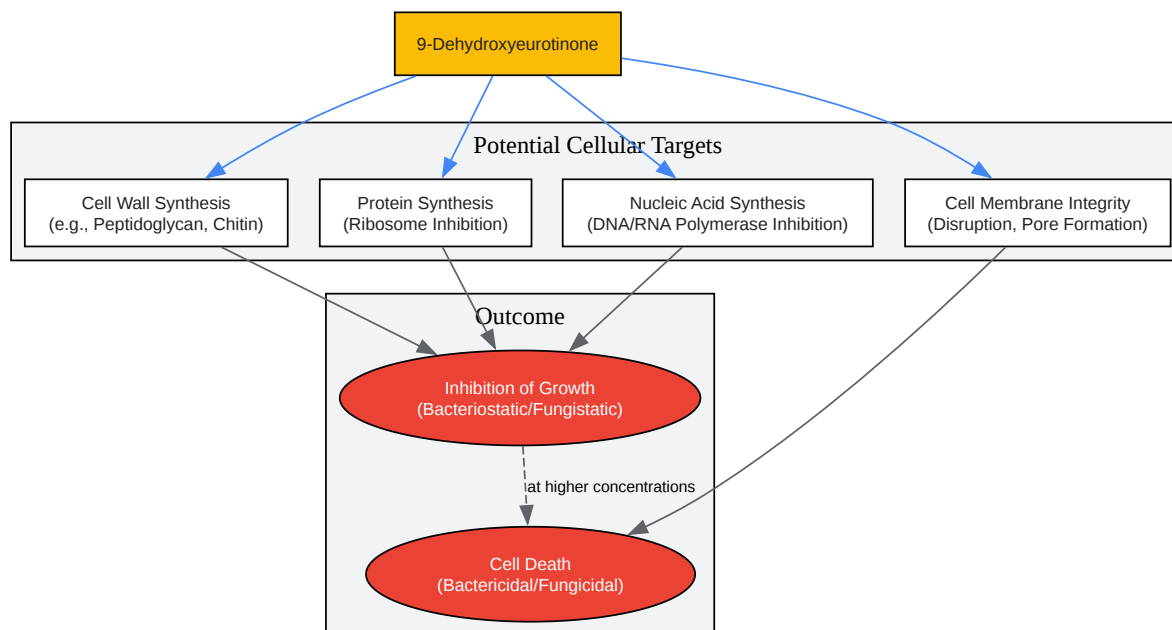 9-Dehydroxyeurotinone
Potential Cellular Targets
Cell Wall Synthesis
(e.g., Peptidoglycan, Chitin)
Protein Synthesis
(Ribosome Inhibition)
Nucleic Acid Synthesis
(DNA/RNA Polymerase Inhibition)
Cell Membrane Integrity
(Disruption, Pore Formation)
Outcome
Inhibition of Growth
(Bacteriostatic/Fungistatic)
at higher concentrations
Cell Death
(Bactericidal/Fungicidal)